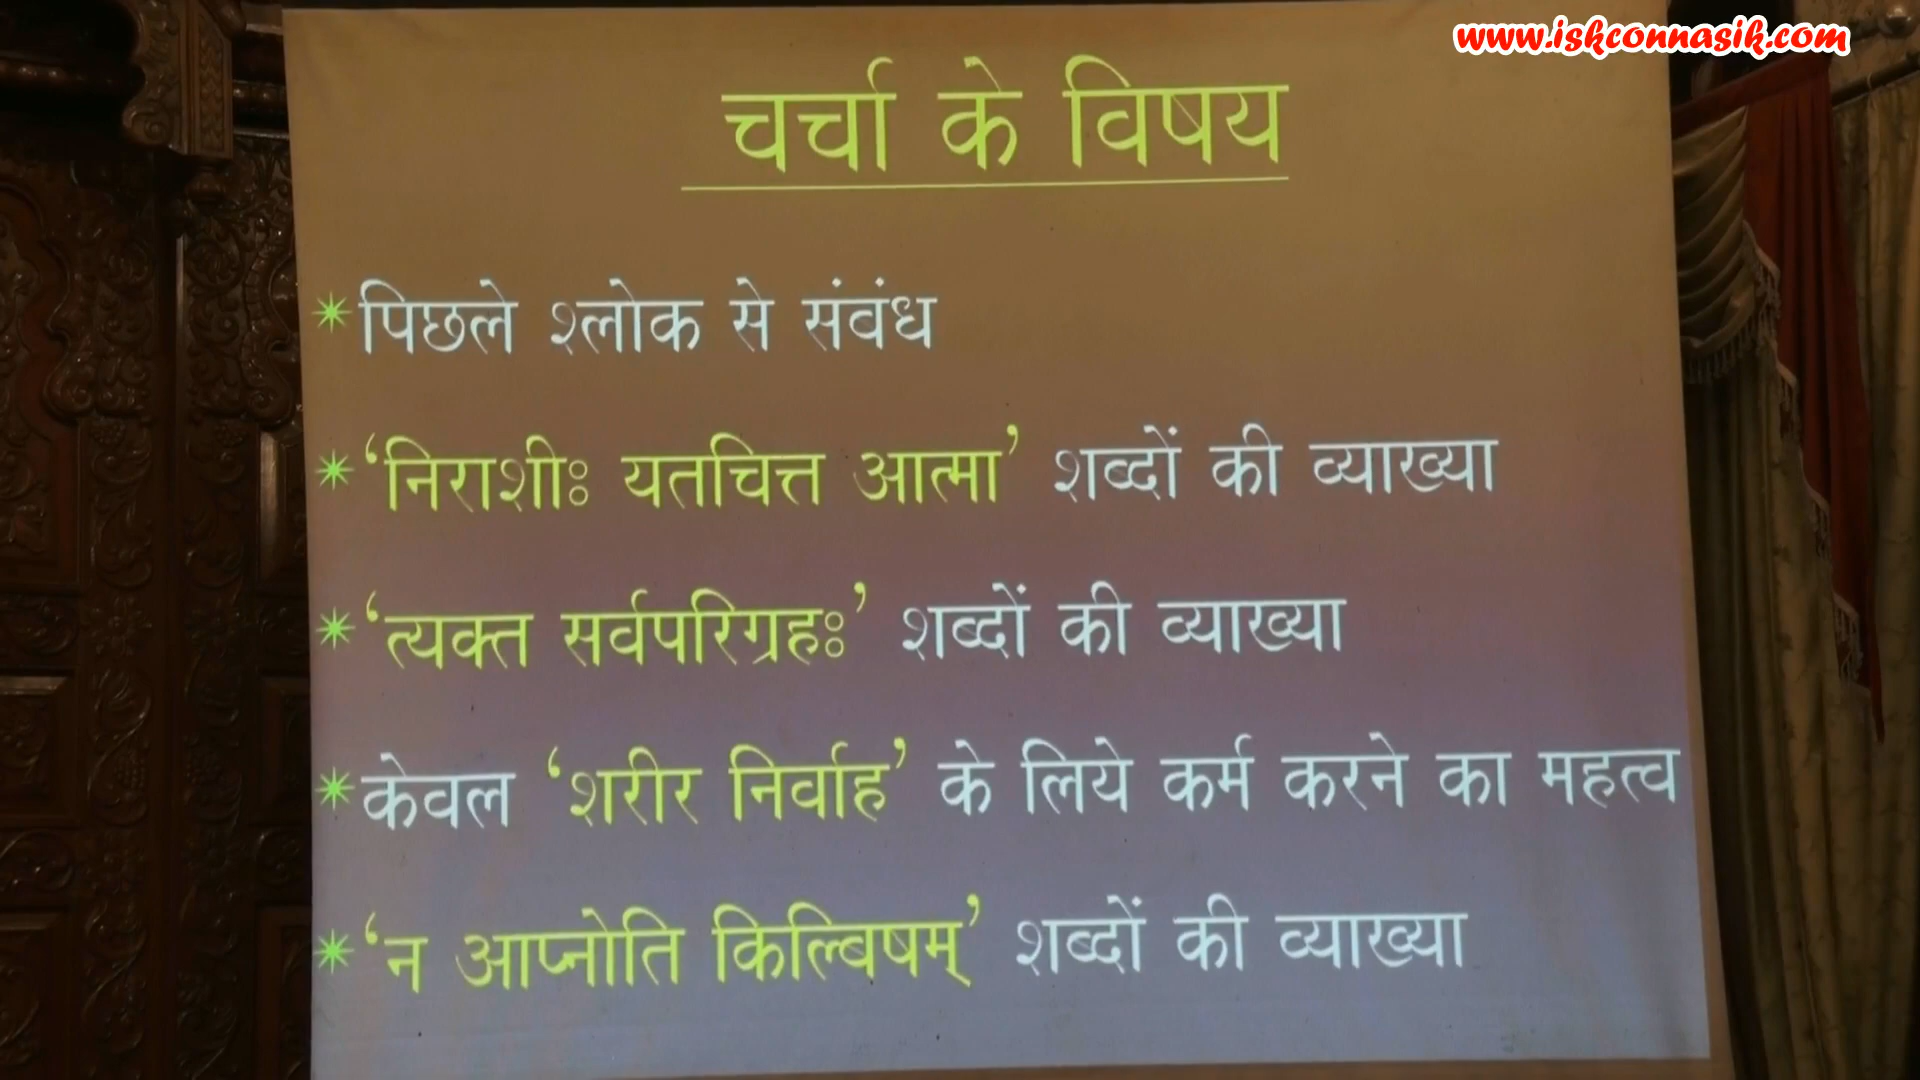 www.iskconnasik.com
चर्चा के विषय
*पिछले श्लोक से संवंध
*‘निराशीः यतचित्त आत्मा’ शब्दों की व्याख्या
*‘त्यक्त सर्वपरिग्रहः’ शब्दों की व्याख्या
*केवल ‘शरीर निर्वाह’ के लिये कर्म करने का महत्व
*‘न आप्नोति किल्बिषम्’ शब्दों की व्याख्या